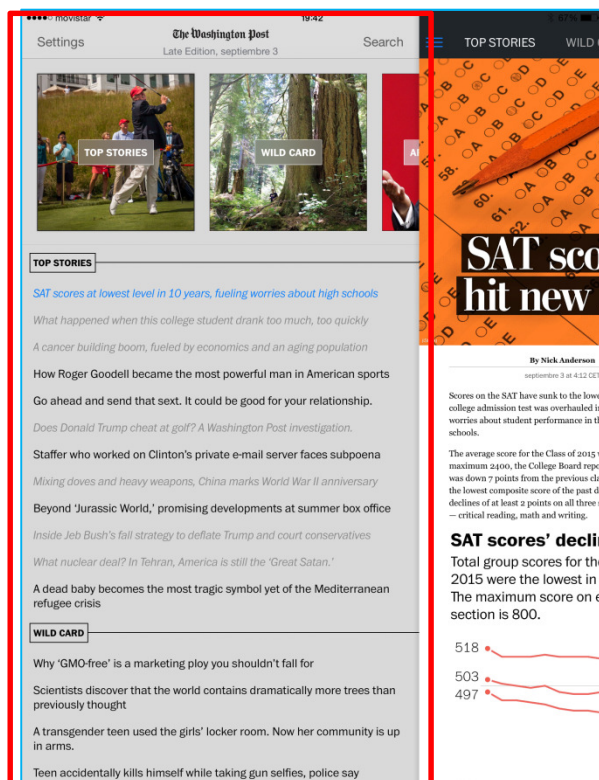 movistar 19:42
Settings The Washington Post Search
Late Edition, septiembre 3
TOP STORIES
WILD CARD
TOP STORIES
SAT scores at lowest level in 10 years, fueling worries about high schools
What happened when this college student drank too much, too quickly
A cancer building boom, fueled by economics and an aging population
How Roger Goodell became the most powerful man in American sports
Go ahead and send that sext. It could be good for your relationship.
Does Donald Trump cheat at golf? A Washington Post investigation.
Staffer who worked on Clinton's private e-mail server faces subpoena
Mixing doves and heavy weapons, China marks World War II anniversary
Beyond 'Jurassic World,' promising developments at summer box office
Inside Jeb Bush's fall strategy to deflate Trump and court conservatives
What nuclear deal? In Tehran, America is still the 'Great Satan.'
A dead baby becomes the most tragic symbol yet of the Mediterranean
refugee crisis
WILD CARD
Why 'GMO-free' is a marketing ploy you shouldn't fall for
Scientists discover that the world contains dramatically more trees than
previously thought
A transgender teen used the girls' locker room. Now her community is up
in arms.
Teen accidentally kills himself while taking gun selfies, police say
67%
TOP STORIES WILD
58.
60.
61.
62.
SAT sco
hit new
By Nick Anderson
septiembre 3 at 4:12 CET
Scores on the SAT have sunk to the lowe
college admission test was overhauled i
worries about student performance in th
schools.
The average score for the Class of 2015
maximum 2400, the College Board repo
was down 7 points from the previous cla
the lowest composite score of the past d
declines of at least 2 points on all three
— critical reading, math and writing.
SAT scores' declin
Total group scores for the
2015 were the lowest in
The maximum score on e
section is 800.
518
503
497